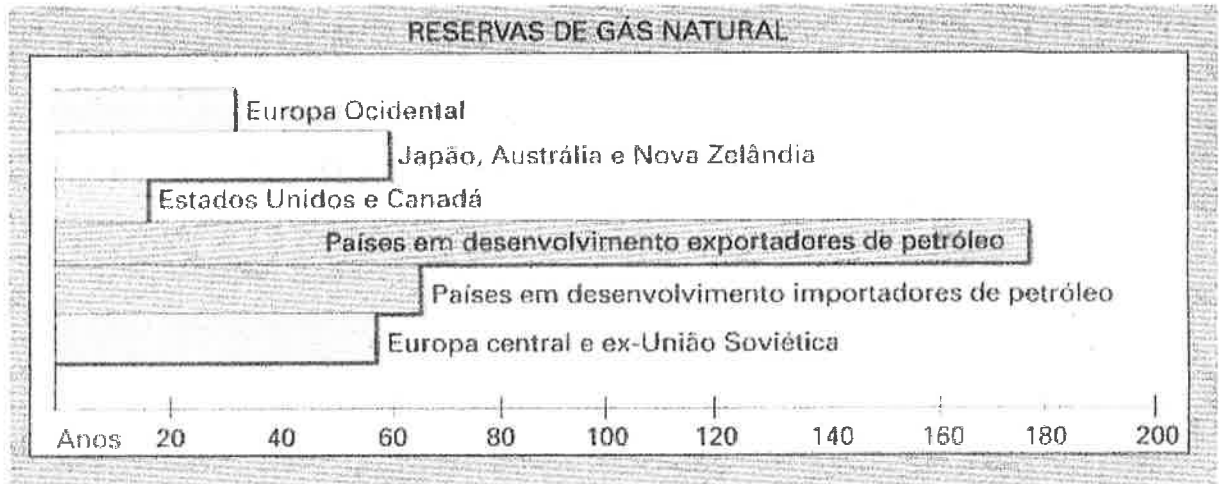 RESERVAS DE GÁS NATURAL
Europa Ocidental
Japão, Austrália e Nova Zelândia
Estados Unidos e Canadá
Países em desenvolvimento exportadores de petróleo
Países em desenvolvimento importadores de petróleo
Europa central e ex-União Soviética
Anos 20 40 60 80 100 120 140 160 180 200